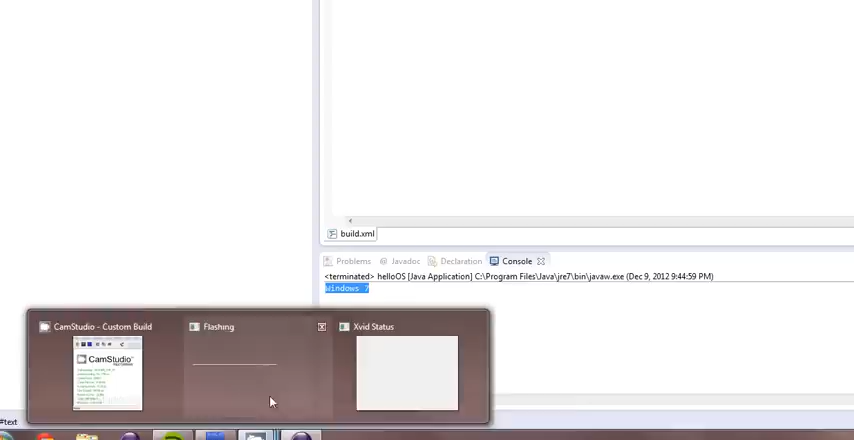 build.xml
Problems @ Javadoc Declaration Console
<terminated> helloOS [Java Application] C:\Program Files\Java\jre7\bin\javaw.exe (Dec 9, 2012 9:44:59 PM)
Windows 7
CamStudio - Custom Build Flashing Xvid Status
CamStudio
#text